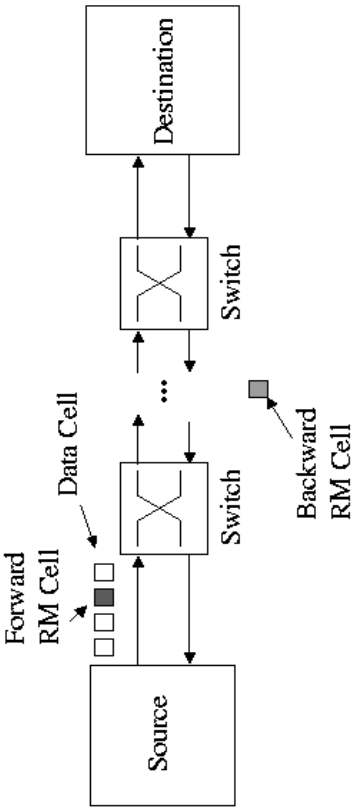 Forward
RM Cell
Data Cell
Source
Switch
...
Switch
Destination
Backward
RM Cell